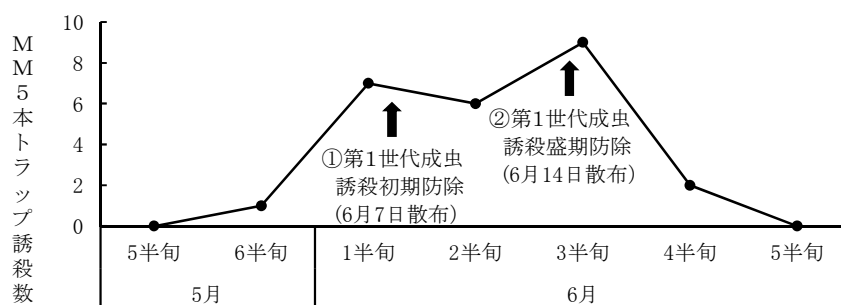 MM5本トラップ誘殺数
10
8
6
4
2
0
①第1世代成虫
誘殺初期防除
(6月7日散布)
②第1世代成虫
誘殺盛期防除
(6月14日散布)
5半旬 6半旬 1半旬 2半旬 3半旬 4半旬 5半旬
5月 6月